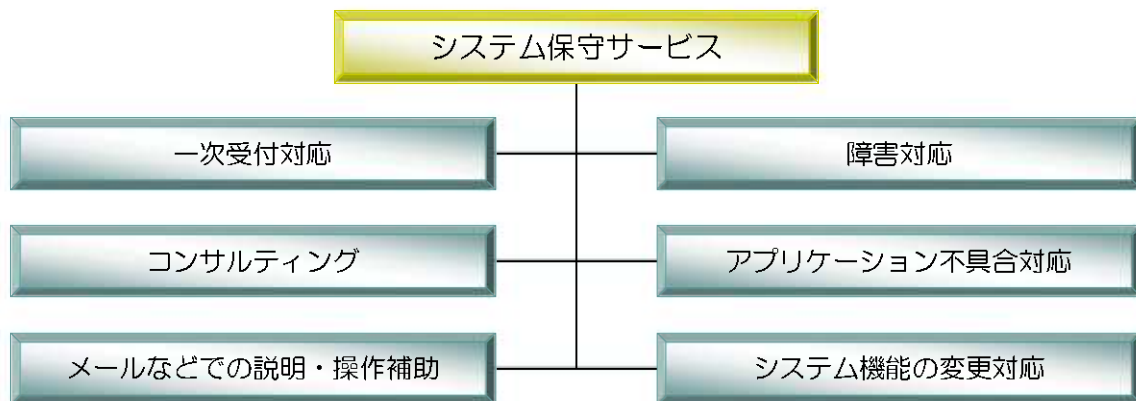 システム保守サービス
一次受付対応
障害対応
コンサルティング
アプリケーション不具合対応
メールなどでの説明・操作補助
システム機能の変更対応